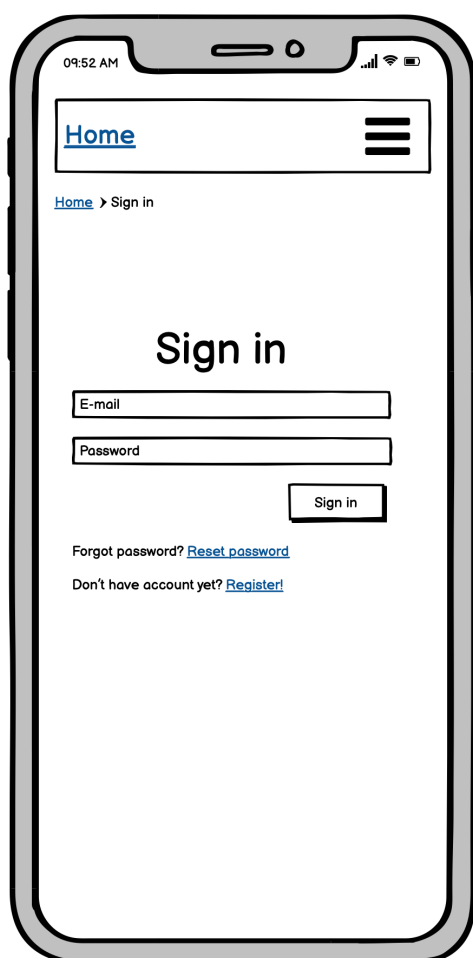 09:52 AM
Home
Home > Sign in
Sign in
E-mail
Password
Sign in
Forgot password? Reset password
Don't have account yet? Register!